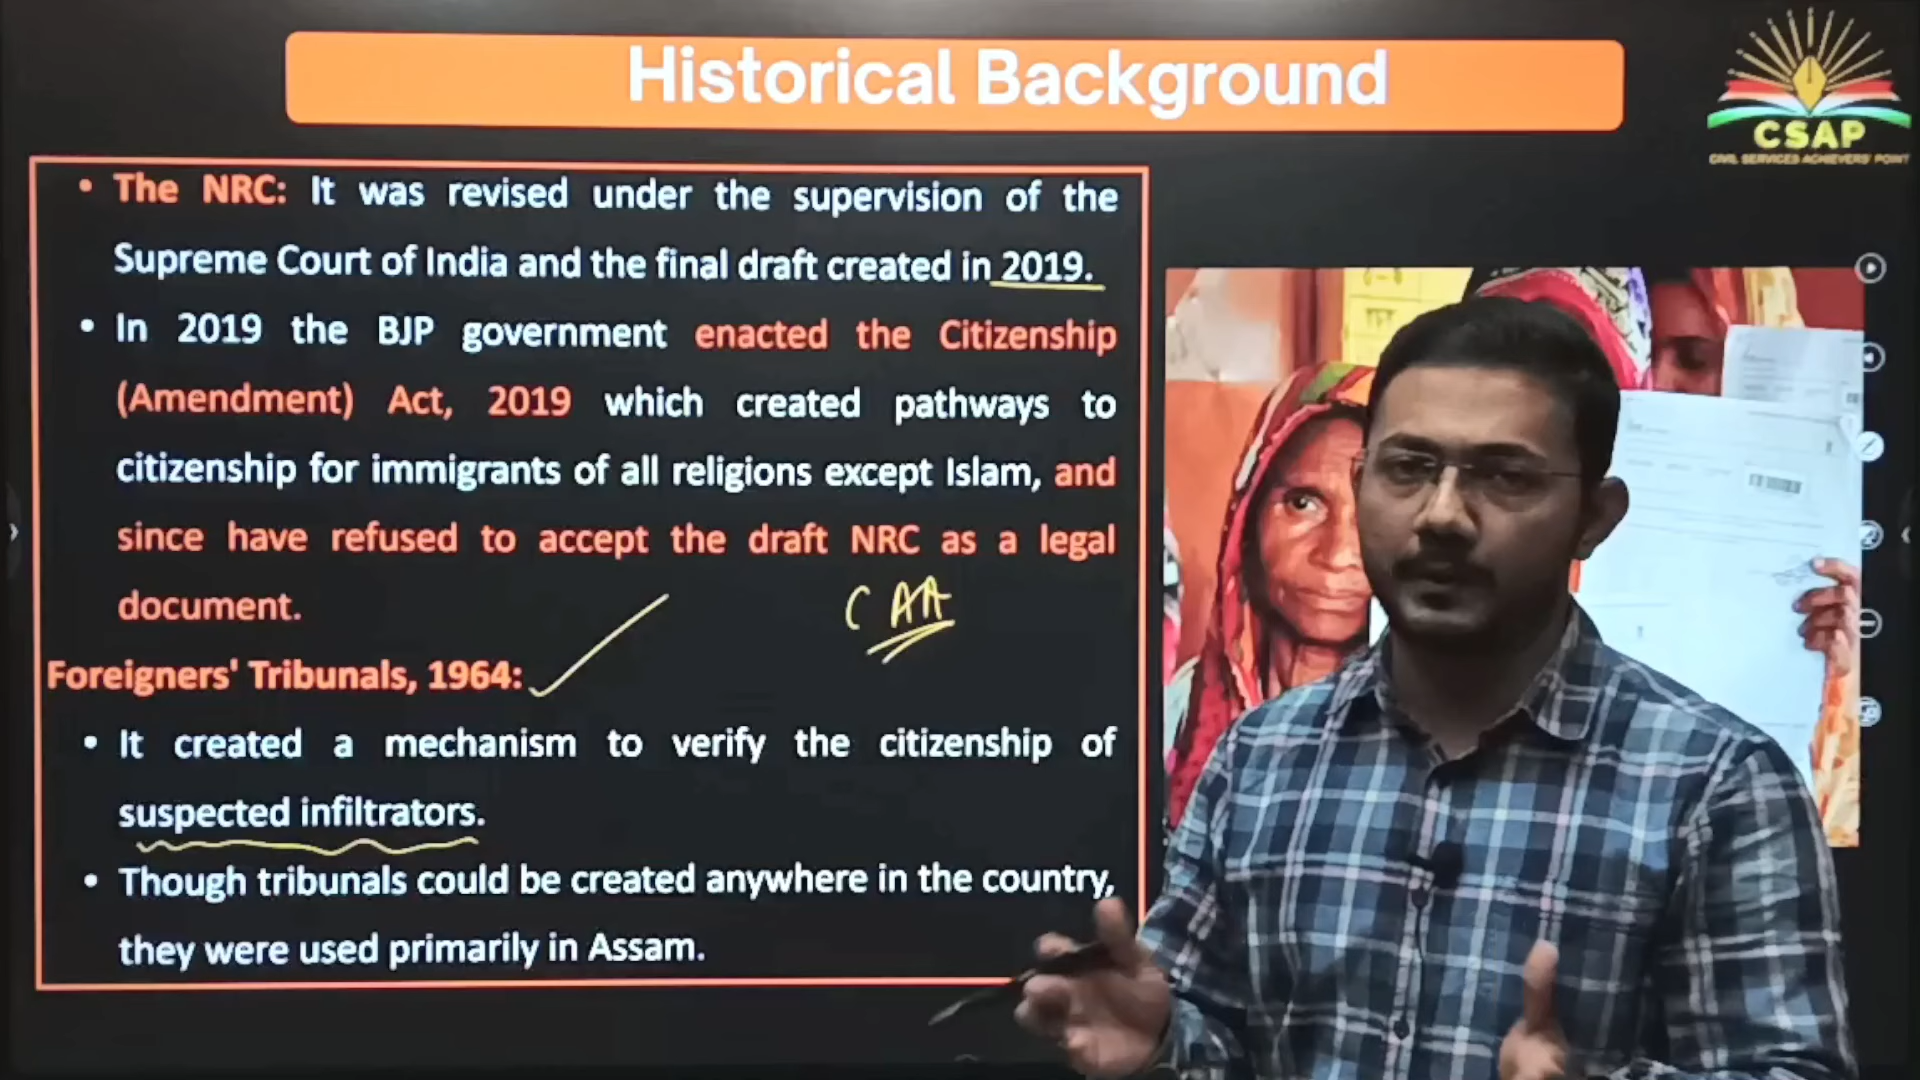 Historical Background
CSAP
CIVIL SERVICES ACHIEVERS' POINT
• The NRC: It was revised under the supervision of the
Supreme Court of India and the final draft created in 2019.
• In 2019 the BJP government enacted the Citizenship
(Amendment) Act, 2019 which created pathways to
citizenship for immigrants of all religions except Islam, and
since have refused to accept the draft NRC as a legal
document.
CAA
Foreigners' Tribunals, 1964:
• It created a mechanism to verify the citizenship of
suspected infiltrators.
• Though tribunals could be created anywhere in the country,
they were used primarily in Assam.